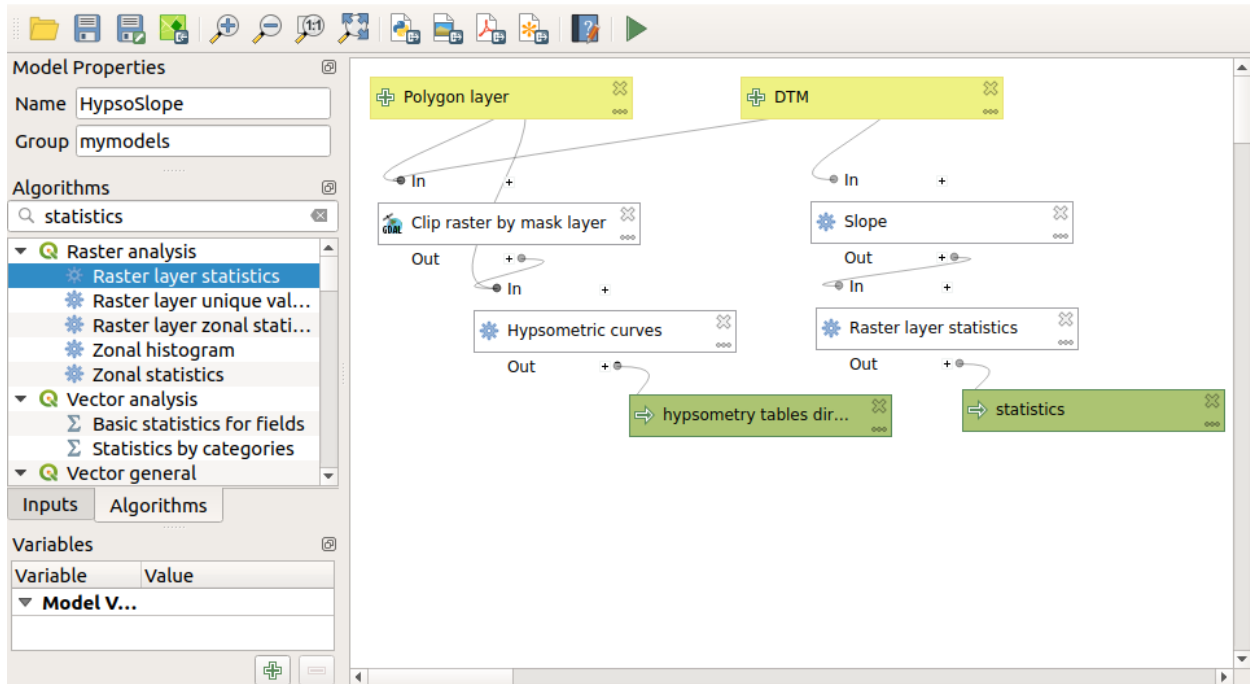 1:1
Model Properties
Name HypsoSlope
Group mymodels
Algorithms
statistics
Raster analysis
Raster layer statistics
Raster layer unique val...
Raster layer zonal stati...
Zonal histogram
Zonal statistics
Vector analysis
Σ Basic statistics for fields
Σ Statistics by categories
Vector general
Inputs Algorithms
Variables
Variable Value
Model V...
Polygon layer
DTM
In +
In +
GDAL Clip raster by mask layer
Slope
Out +
Out +
In +
In +
Hypsometric curves
Raster layer statistics
Out +
Out +
hypsometry tables dir...
statistics